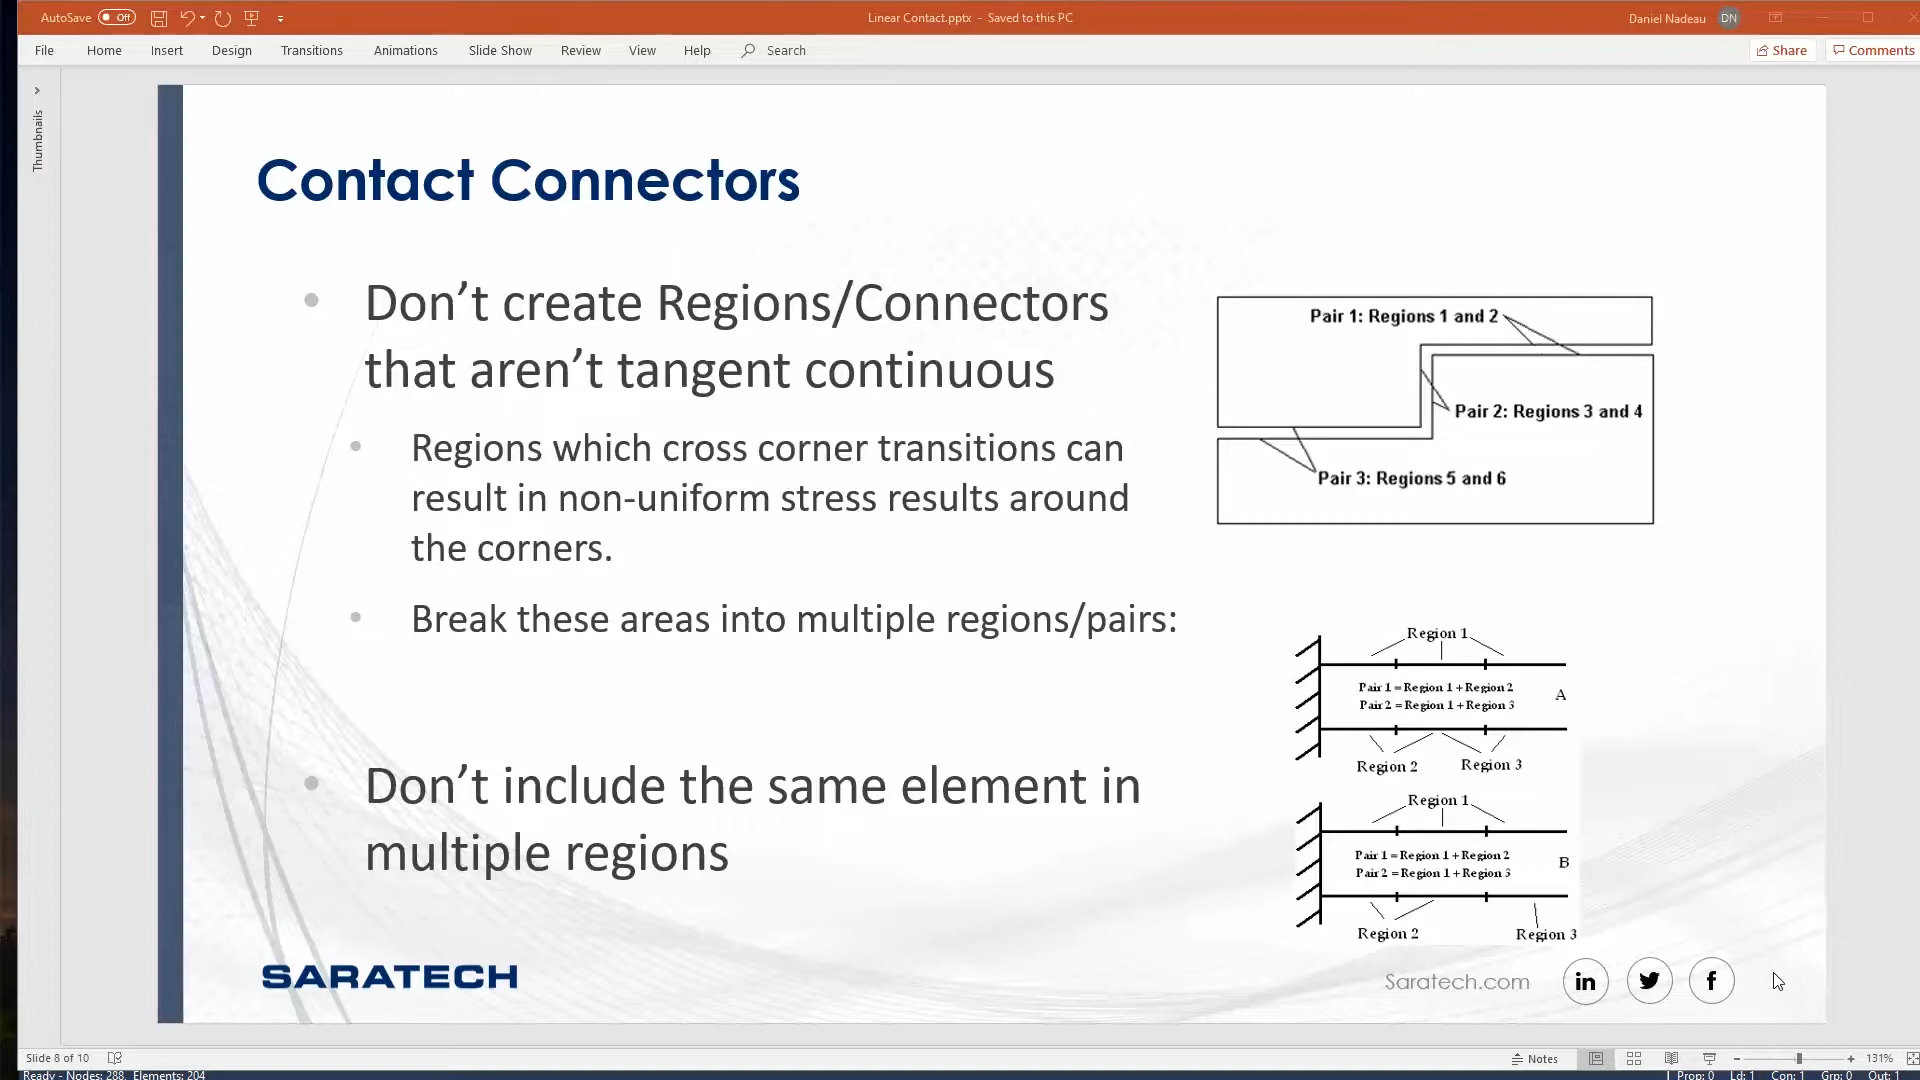 AutoSave Off
Linear Contact.pptx - Saved to this PC
Daniel Nadeau DN
File Home Insert Design Transitions Animations Slide Show Review View Help Search
Share Comments
Thumbnails
Contact Connectors
Don't create Regions/Connectors
that aren't tangent continuous
Regions which cross corner transitions can
result in non-uniform stress results around
the corners.
Break these areas into multiple regions/pairs:
Don't include the same element in
multiple regions
Pair 1: Regions 1 and 2
Pair 2: Regions 3 and 4
Pair 3: Regions 5 and 6
Region 1
Pair 1 = Region 1 + Region 2
Pair 2 = Region 1 + Region 3
A
Region 2 Region 3
Region 1
Pair 1 = Region 1 + Region 2
Pair 2 = Region 1 + Region 3
B
Region 2 Region 3
SARATECH
Saratech.com in f
Slide 8 of 10
Notes
131%
Ready - Nodes: 288, Elements: 204
Prop: 0 Ld: 1 Con: 1 Grp: 0 Out: 1